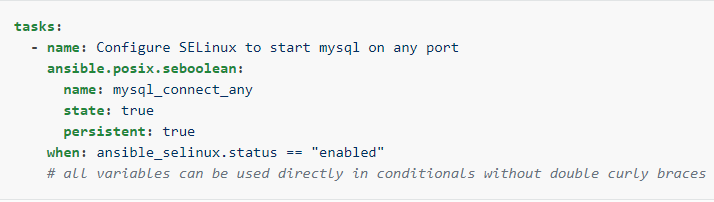 tasks:
  - name: Configure SELinux to start mysql on any port
    ansible.posix.seboolean:
      name: mysql_connect_any
      state: true
      persistent: true
    when: ansible_selinux.status == "enabled"
    # all variables can be used directly in conditionals without double curly braces